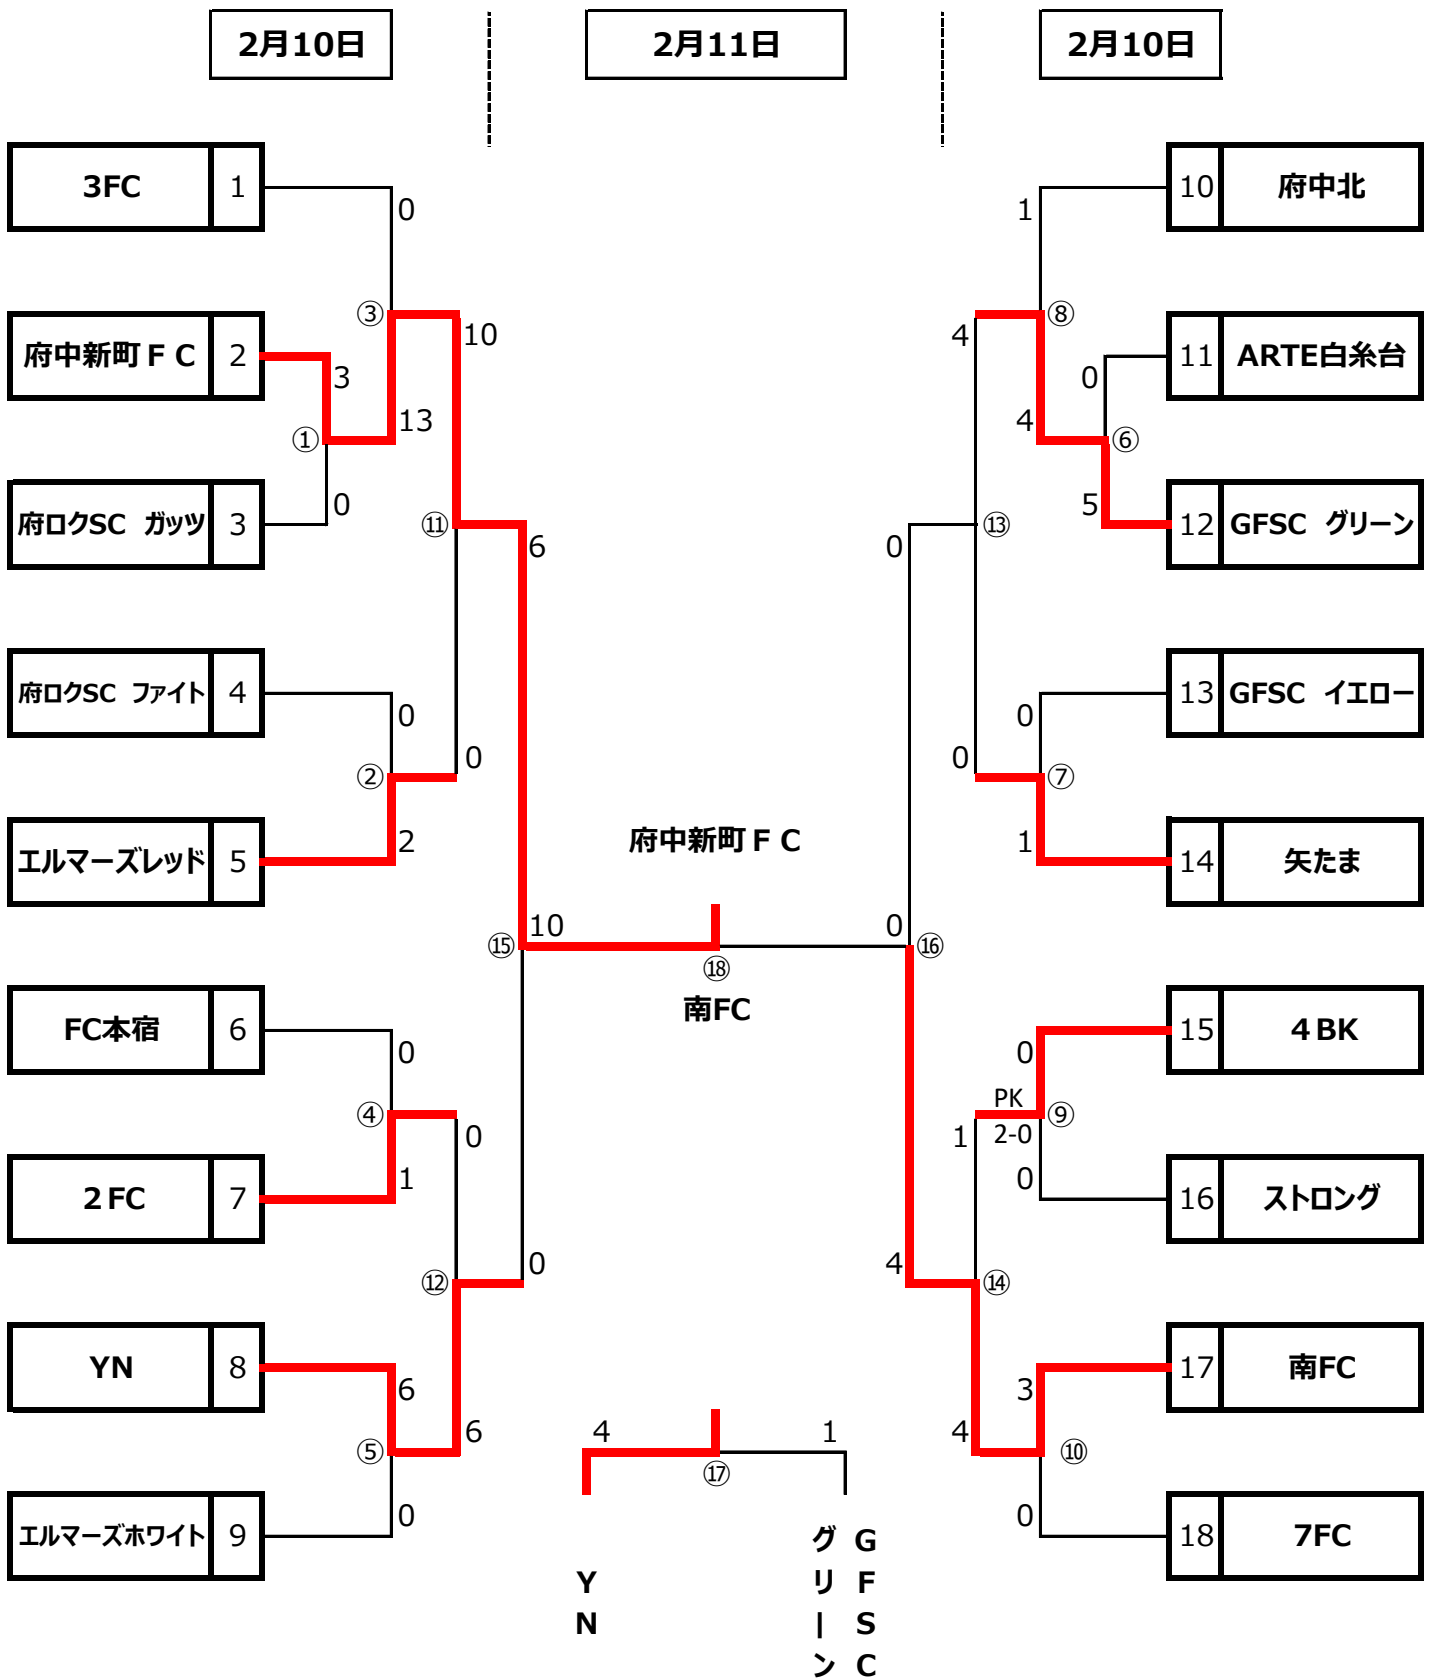 2月10日
2月11日
2月10日
3FC 1
0
府中新町ＦＣ 2
3
①
③
13
10
府ロクSC ガッツ 3
0
⑪
6
府ロクSC ファイト 4
0
②
0
エルマーズレッド 5
2
⑮
10
FC本宿 6
0
④
0
２FC 7
1
⑫
0
YN 8
6
⑤
6
エルマーズホワイト 9
0
府中新町ＦＣ
⑱
南FC
4
1
⑰
YN
GFSC
グリーン
10 府中北
1
⑧
4
11 ARTE白糸台
0
4
⑥
12 GFSC グリーン
5
⑬
0
13 GFSC イエロー
0
⑦
0
14 矢たま
1
0
⑯
15 ４BK
0
PK
⑨
2-0
1
16 ストロング
0
4
⑭
17 南FC
3
4
⑩
18 7FC
0